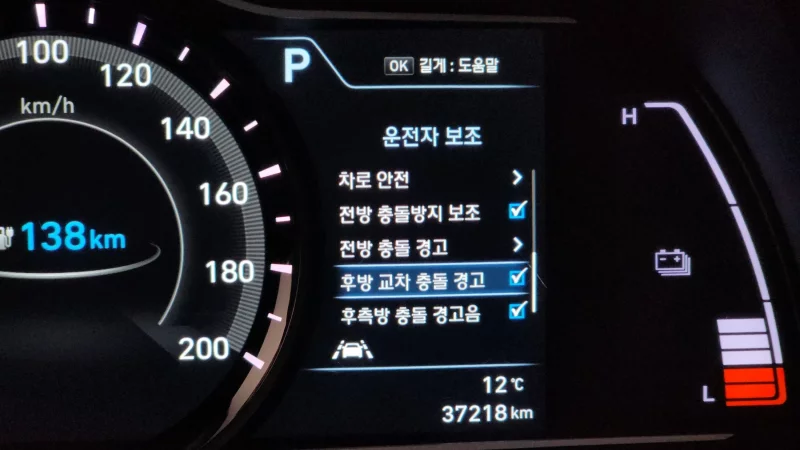 100
120
km/h
140
160
138km
180
200
P
OK 길게 : 도움말
운전자 보조
차로 안전
전방 충돌방지 보조
전방 충돌 경고
후방 교차 충돌 경고
후측방 충돌 경고음
12℃
37218 km
H
L